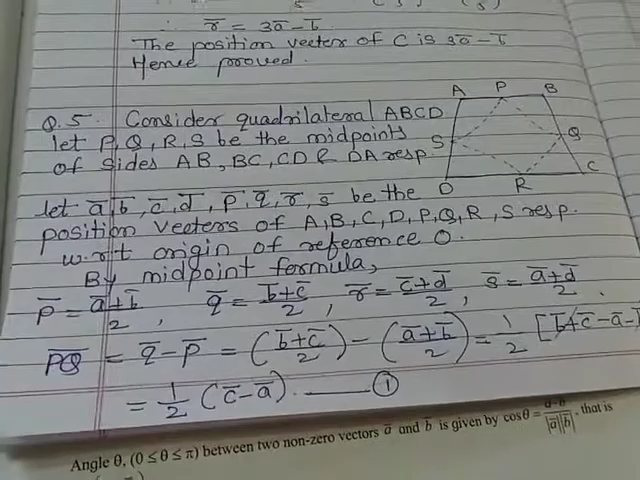 ∴ r̄ = 3ā - b̄
The position vector of C is 3ā - b̄
Hence proved.
Q.5. Consider quadrilateral ABCD
let P, Q, R, S be the midpoints
of sides AB, BC, CD & DA resp.
A P B
S Q
D R C
let ā, b̄, c̄, d̄, p̄, q̄, r̄, s̄ be the
position vectors of A, B, C, D, P, Q, R, S resp.
w.r.t origin of reference O.
By midpoint formula,
p̄ = (ā+b̄)/2, q̄ = (b̄+c̄)/2, r̄ = (c̄+d̄)/2, s̄ = (ā+d̄)/2.
P̄Q̄ = q̄ - p̄ = (b̄+c̄/2) - (ā+b̄/2) = 1/2 [b̄+c̄-ā-
= 1/2 (c̄-ā). —— ①
Angle θ, (0 ≤ θ ≤ π) between two non-zero vectors ā and b̄ is given by cosθ = ā·b̄/|ā||b̄|, that is